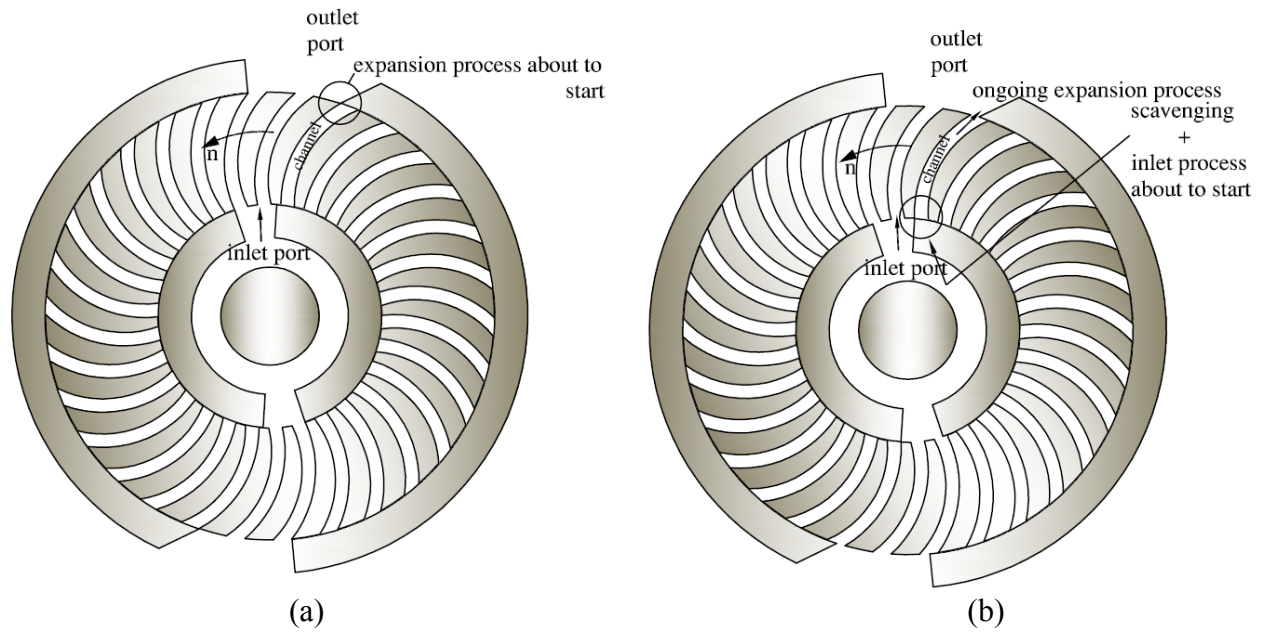 outlet
port
expansion process about to
start
n
channel
inlet port
(a)
outlet
port
ongoing expansion process
scavenging
+
inlet process
about to start
n
channel
inlet port
(b)